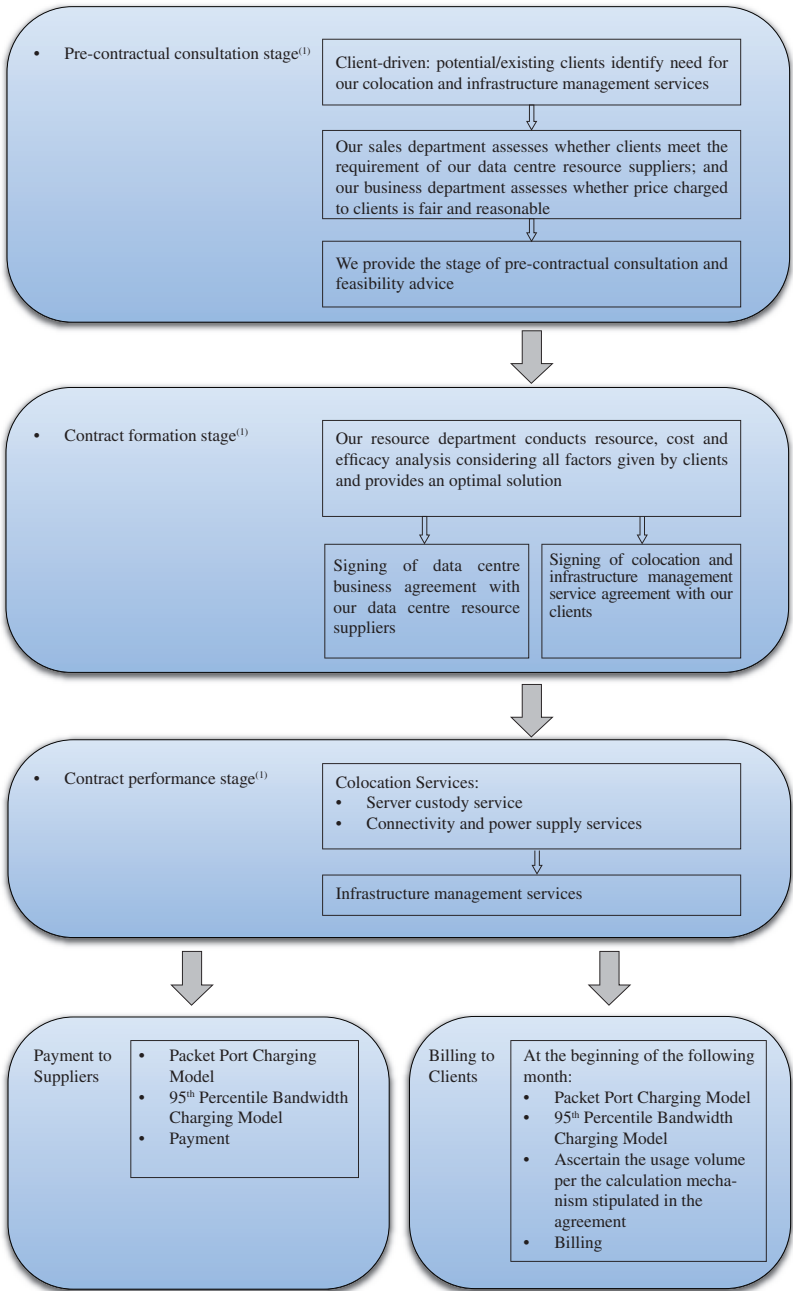 • Pre-contractual consultation stage(1)
Client-driven: potential/existing clients identify need for
our colocation and infrastructure management services
Our sales department assesses whether clients meet the
requirement of our data centre resource suppliers; and
our business department assesses whether price charged
to clients is fair and reasonable
We provide the stage of pre-contractual consultation and
feasibility advice
• Contract formation stage(1)
Our resource department conducts resource, cost and
efficacy analysis considering all factors given by clients
and provides an optimal solution
Signing of data centre
business agreement with
our data centre resource
suppliers
Signing of colocation and
infrastructure management
service agreement with our
clients
• Contract performance stage(1)
Colocation Services:
• Server custody service
• Connectivity and power supply services
Infrastructure management services
Payment to
Suppliers
• Packet Port Charging
Model
• 95th Percentile Bandwidth
Charging Model
• Payment
Billing to
Clients
At the beginning of the following
month:
• Packet Port Charging Model
• 95th Percentile Bandwidth
Charging Model
• Ascertain the usage volume
per the calculation mecha-
nism stipulated in the
agreement
• Billing